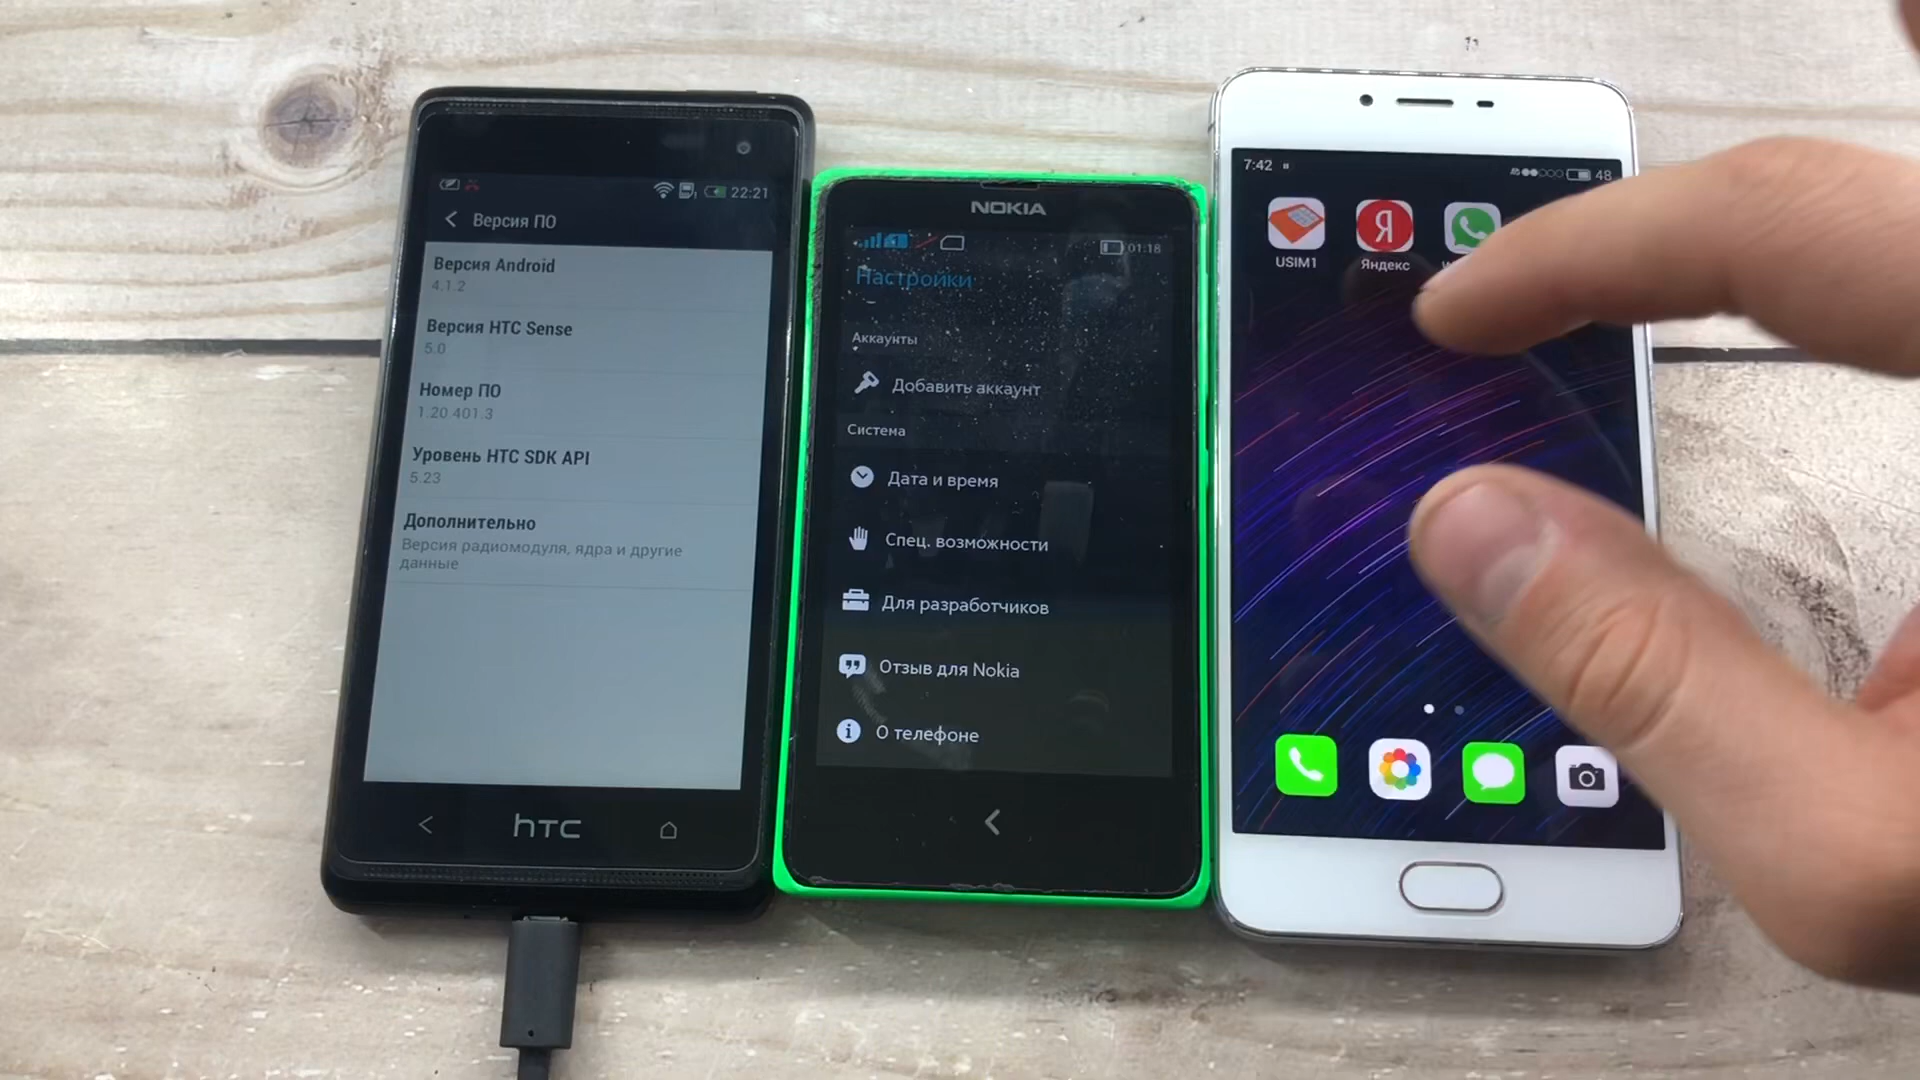 22:21
Версия ПО
Версия Android
4.1.2
Версия HTC Sense
5.0
Номер ПО
1.20.401.3
Уровень HTC SDK API
5.23
Дополнительно
Версия радиомодуля, ядра и другие
данные
hTC
NOKIA
01:18
Настройки
Аккаунты
Добавить аккаунт
Система
Дата и время
Спец. возможности
Для разработчиков
Отзыв для Nokia
О телефоне
7:42
48
Я
USIM1
Яндекс